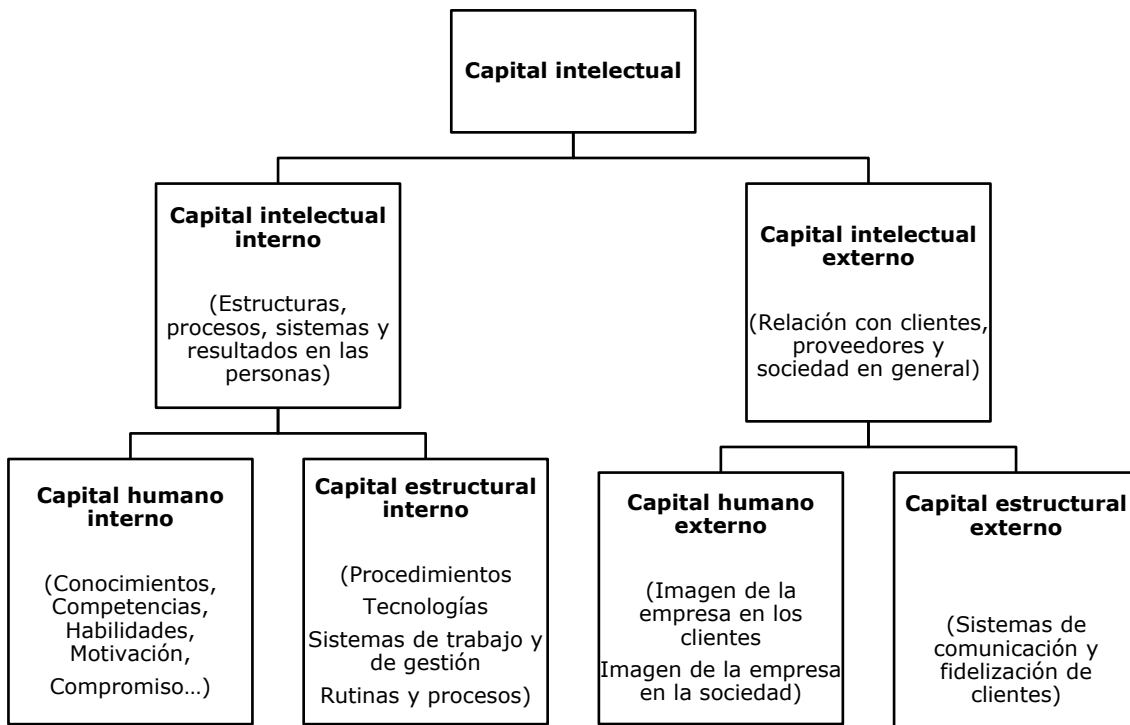 Capital intelectual
Capital intelectual
interno
(Estructuras,
procesos, sistemas y
resultados en las
personas)
Capital intelectual
externo
(Relación con clientes,
proveedores y
sociedad en general)
Capital humano
interno
(Conocimientos,
Competencias,
Habilidades,
Motivación,
Compromiso…)
Capital estructural
interno
(Procedimientos
Tecnologías
Sistemas de trabajo y
de gestión
Rutinas y procesos)
Capital humano
externo
(Imagen de la
empresa en los
clientes
Imagen de la empresa
en la sociedad)
Capital estructural
externo
(Sistemas de
comunicación y
fidelización de
clientes)